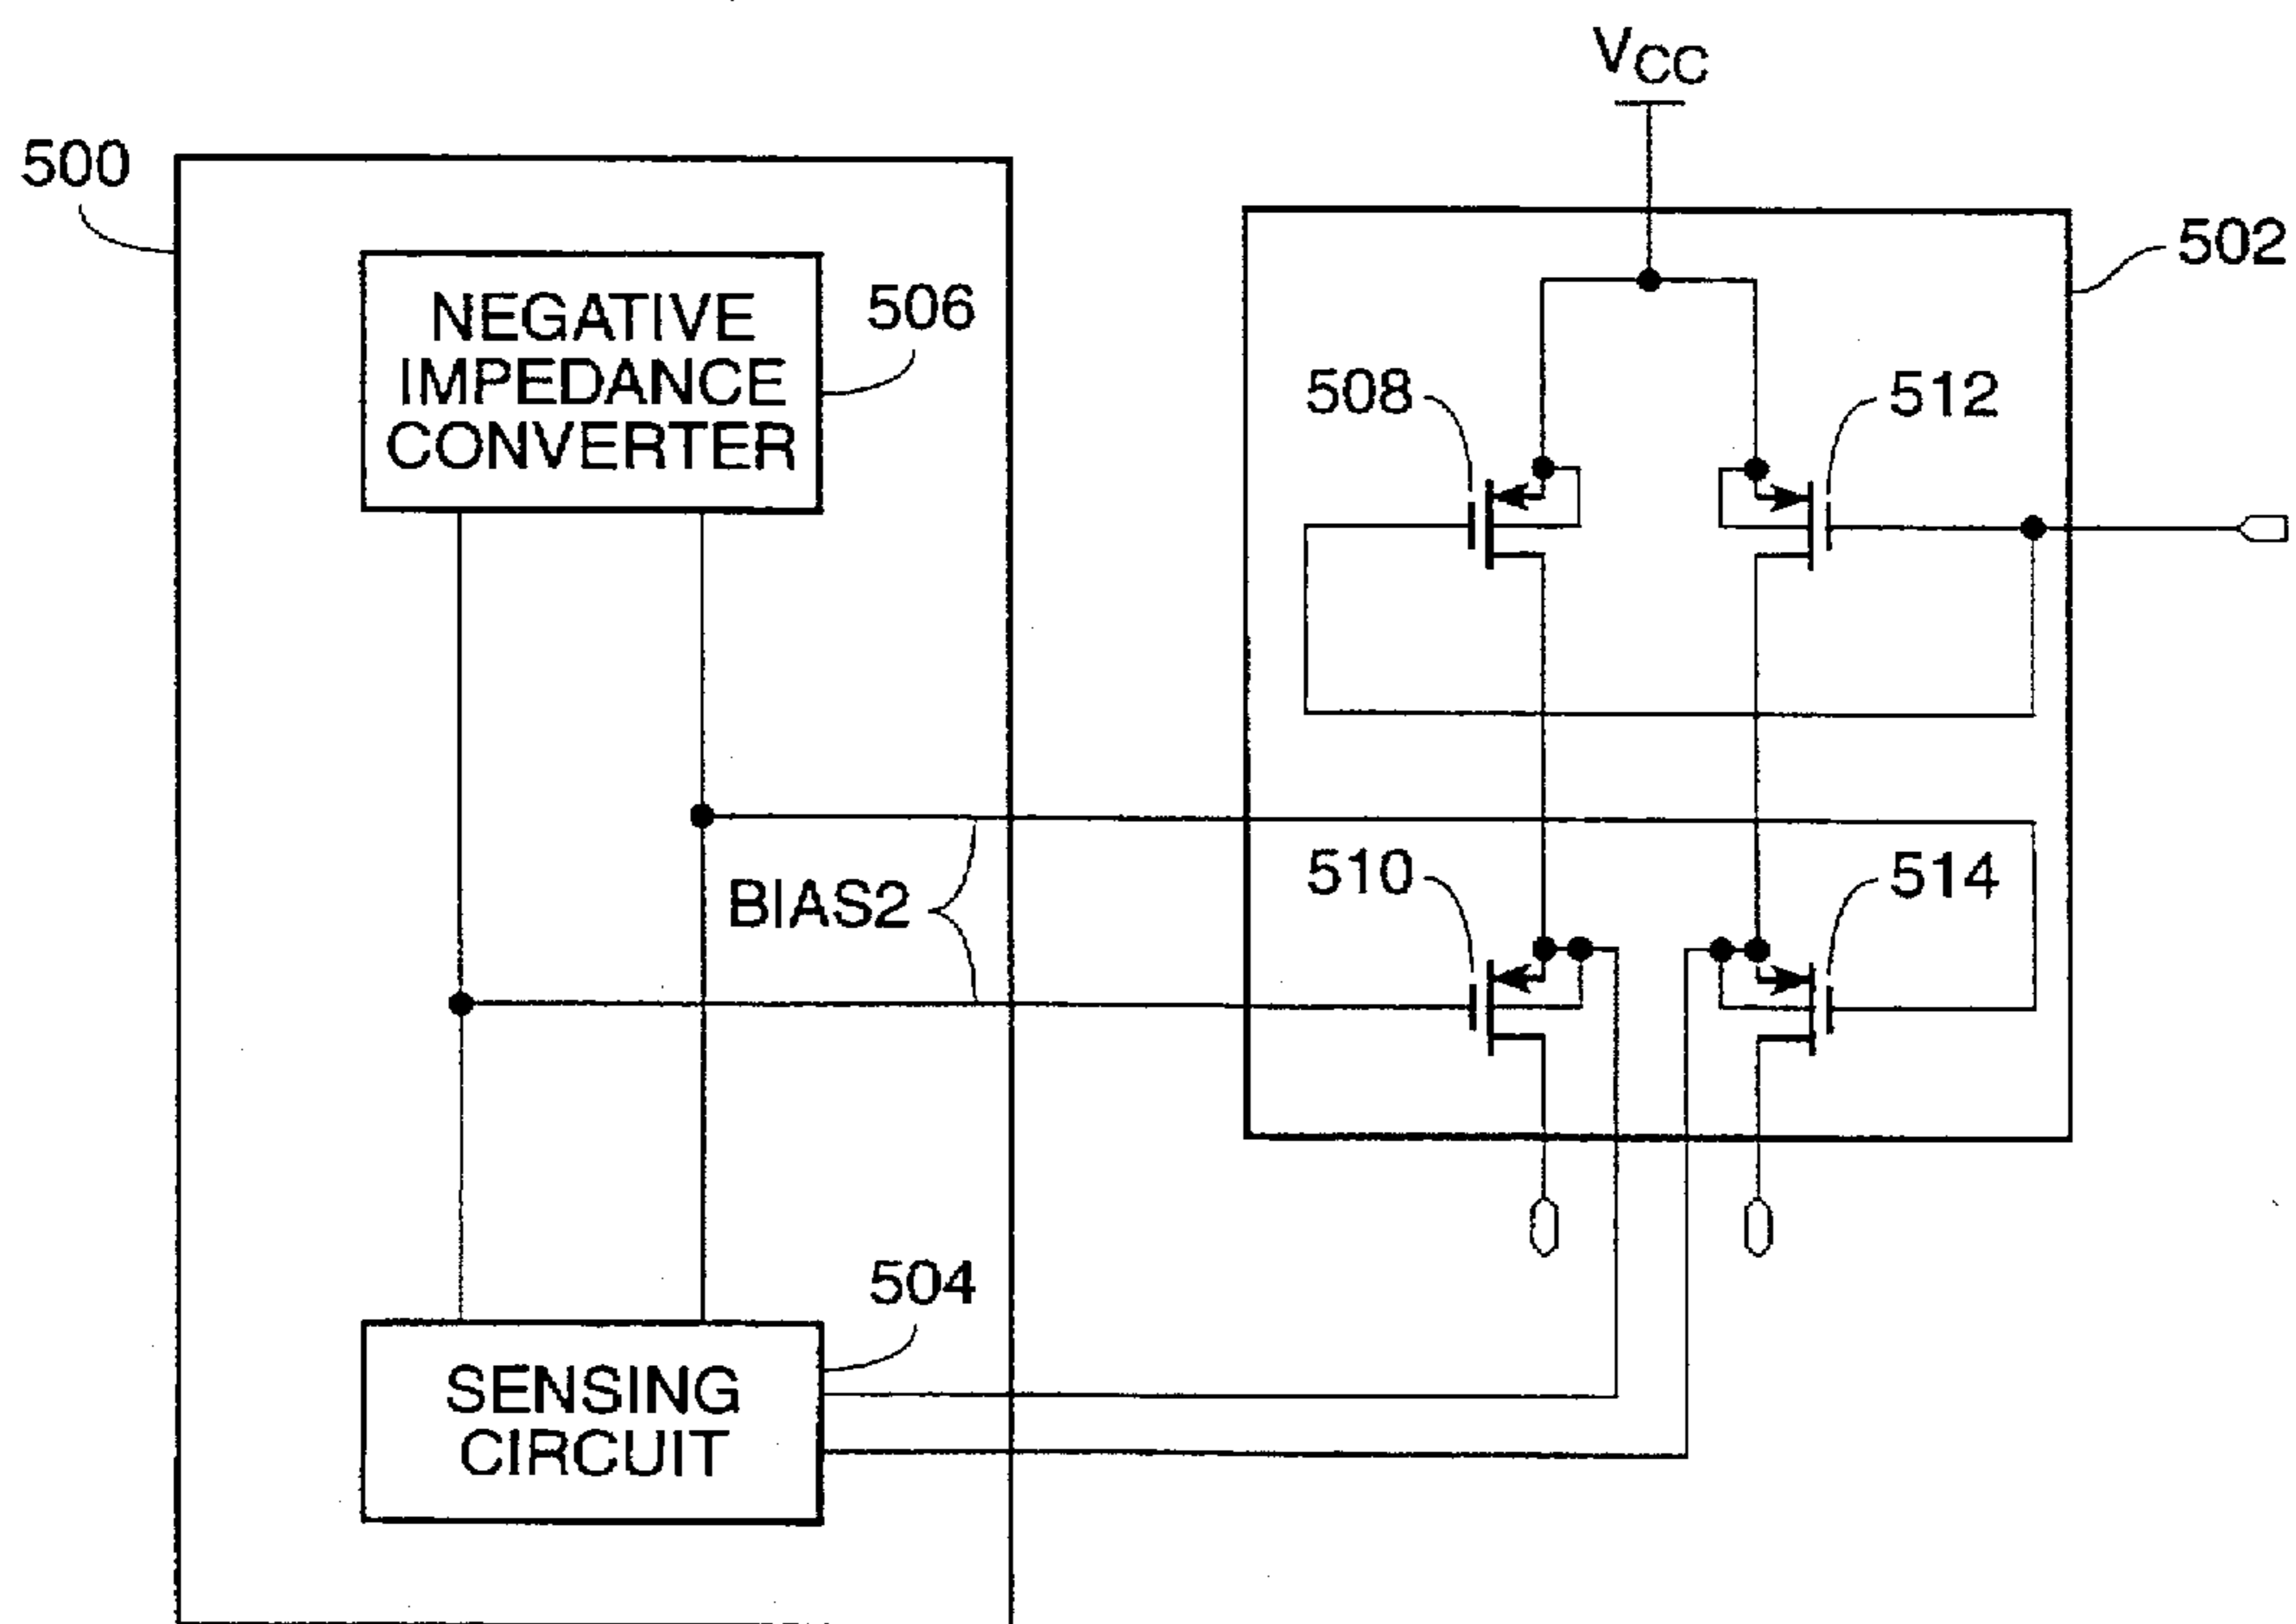 VCC
500
502
NEGATIVE
IMPEDANCE
CONVERTER
506
508
512
BIAS2
510
514
504
SENSING
CIRCUIT